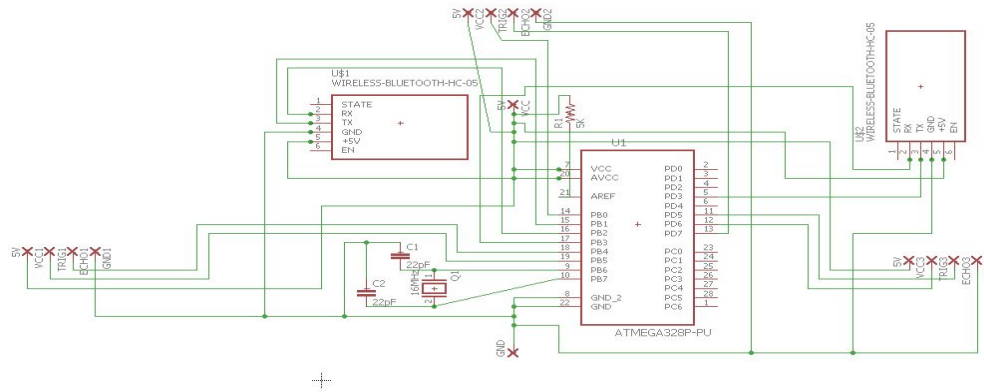 5V
VCC2
TRIG2
ECHO2
GND2
U$1
WIRELESS-BLUETOOTH-HC-05
1 STATE
2 RX
3 TX
4 GND
5 +5V
6 EN
5V
VCC
R1
5K
U$2
WIRELESS-BLUETOOTH-HC-05
STATE
RX
TX
GND
+5V
EN
1 2 3 4 5 6
U1
7 VCC PD0 2
20 AVCC PD1 3
PD2 4
21 AREF PD3 5
PD4 6
14 PB0 PD5 11
15 PB1 PD6 12
16 PB2 PD7 13
17 PB3
18 PB4 PC0 23
19 PB5 PC1 24
9 PB6 PC2 25
10 PB7 PC3 26
PC4 27
8 GND_2 PC5 28
22 GND PC6 1
ATMEGA328P-PU
5V
VCC1
TRIG1
ECHO1
GND1
C1
22pF
C2
22pF
16MHz
Q1
1
2
5V
VCC3
TRIG3
ECHO3
GND